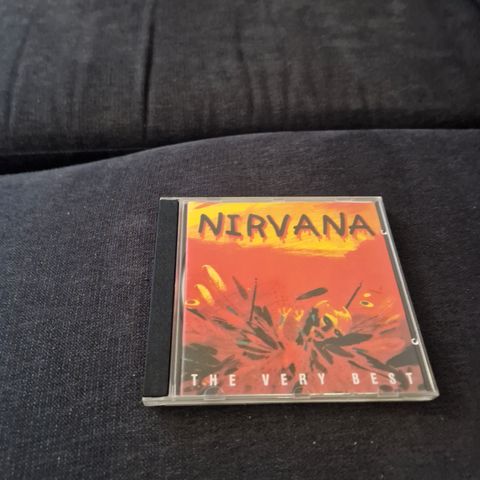 NIRVANA
THE VERY BEST